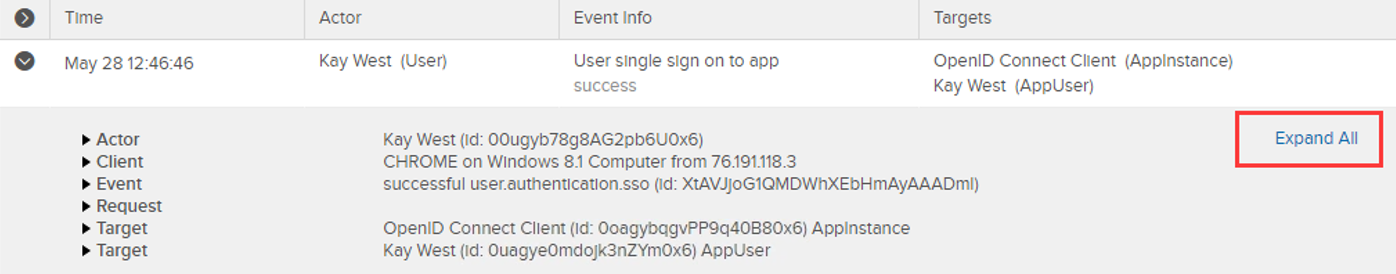 Time Actor Event Info Targets
May 28 12:46:46 Kay West (User) User single sign on to app OpenID Connect Client (AppInstance)
success Kay West (AppUser)
Actor Kay West (id: 00ugyb78g8AG2pb6U0x6) Expand All
Client CHROME on Windows 8.1 Computer from 76.191.118.3
Event successful user.authentication.sso (id: XtAVJjoG1QMDWhXEbHmAyAAADmI)
Request
Target OpenID Connect Client (id: 0oagybqgvPP9q40B80x6) AppInstance
Target Kay West (id: 0uagye0mdojk3nZYm0x6) AppUser